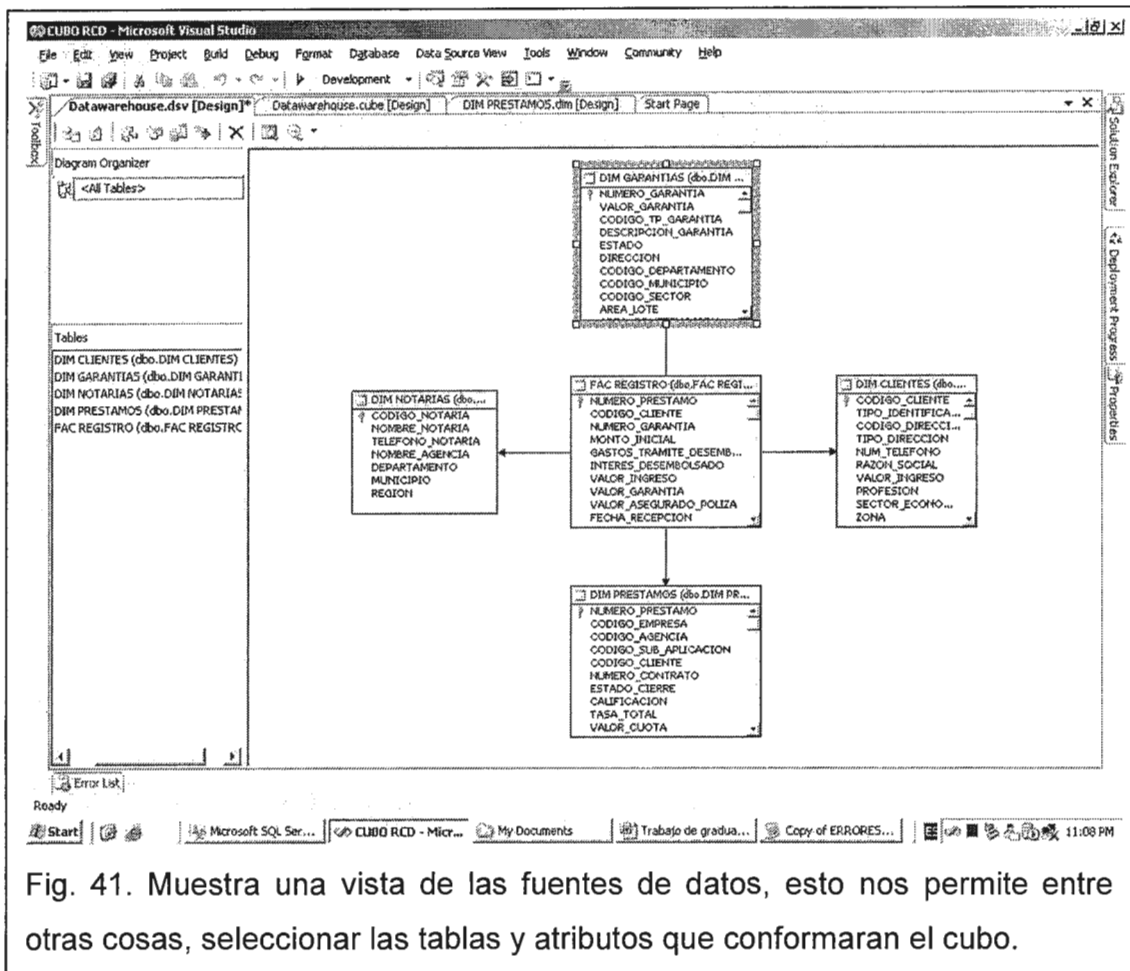 CUBO RCD - Microsoft Visual Studio
File Edit View Project Build Debug Format Database Data Source View Tools Window Community Help
Development
Datawarehouse.dsv [Design]* Datawarehouse.cube [Design] DIM PRESTAMOS.dim [Design] Start Page
Toolbox
Solution Explorer
Deployment Progress
Properties
Diagram Organizer
<All Tables>
Tables
DIM CLIENTES (dbo.DIM CLIENTES)
DIM GARANTIAS (dbo.DIM GARANTI
DIM NOTARIAS (dbo.DIM NOTARIAS
DIM PRESTAMOS (dbo.DIM PRESTAM
FAC REGISTRO (dbo.FAC REGISTRO
DIM GARANTIAS (dbo.DIM ...
NUMERO_GARANTIA
VALOR_GARANTIA
CODIGO_TP_GARANTIA
DESCRIPCION_GARANTIA
ESTADO
DIRECCION
CODIGO_DEPARTAMENTO
CODIGO_MUNICIPIO
CODIGO_SECTOR
AREA_LOTE
DIM NOTARIAS (dbo....
CODIGO_NOTARIA
NOMBRE_NOTARIA
TELEFONO_NOTARIA
NOMBRE_AGENCIA
DEPARTAMENTO
MUNICIPIO
REGION
FAC REGISTRO (dbo.FAC REGI...
NUMERO_PRESTAMO
CODIGO_CLIENTE
NUMERO_GARANTIA
MONTO_INICIAL
GASTOS_TRAMITE_DESEMB...
INTERES_DESEMBOLSADO
VALOR_INGRESO
VALOR_GARANTIA
VALOR_ASEGURADO_POLIZA
FECHA_RECEPCION
DIM CLIENTES (dbo....
CODIGO_CLIENTE
TIPO_IDENTIFICA...
CODIGO_DIRECCI...
TIPO_DIRECCION
NUM_TELEFONO
RAZON_SOCIAL
VALOR_INGRESO
PROFESION
SECTOR_ECONO...
ZONA
DIM PRESTAMOS (dbo.DIM PR...
NUMERO_PRESTAMO
CODIGO_EMPRESA
CODIGO_AGENCIA
CODIGO_SUB_APLICACION
CODIGO_CLIENTE
NUMERO_CONTRATO
ESTADO_CIERRE
CALIFICACION
TASA_TOTAL
VALOR_CUOTA
Error List
Ready
Start Microsoft SQL Ser... CUBO RCD - Micr... My Documents Trabajo de gradua... Copy of ERRORES... 11:08 PM
Fig. 41. Muestra una vista de las fuentes de datos, esto nos permite entre
otras cosas, seleccionar las tablas y atributos que conformaran el cubo.